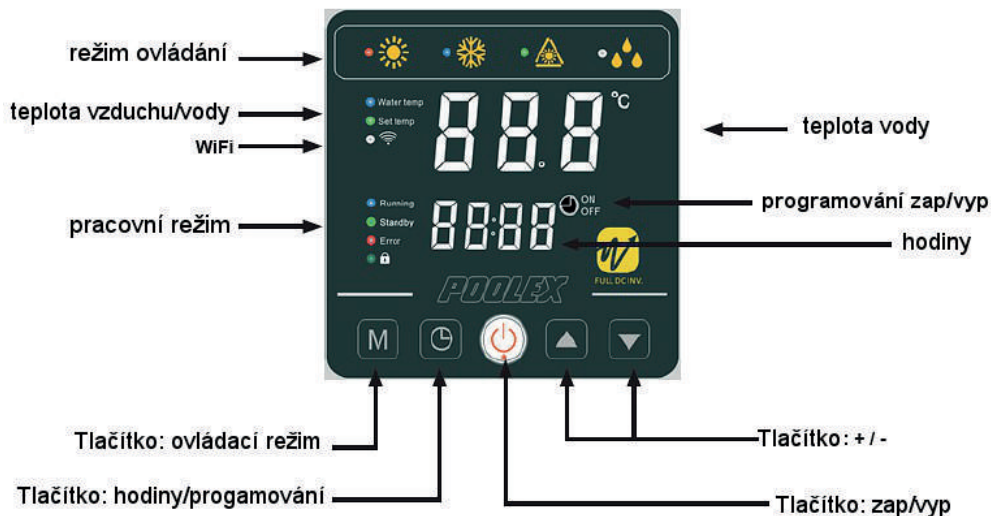 režim ovládání
teplota vzduchu/vody
WiFi
pracovní režim
Water temp
Set temp
88.8 °C
Running
Standby
Error
88:88
ON
OFF
FULL DC INV.
POOLEX
M
teplota vody
programování zap/vyp
hodiny
Tlačítko: ovládací režim
Tlačítko: + / -
Tlačítko: hodiny/progamování
Tlačítko: zap/vyp